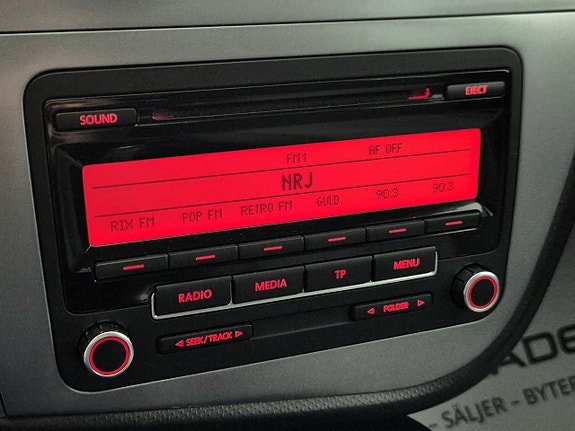 SOUND
EJECT
FM1 AF OFF
NRJ
RIX FM POP FM RETRO FM GULD 90.3 90.3
RADIO MEDIA TP MENU
◁ SEEK/TRACK ▷ ◁ FOLDER ▷
ADE
- SÄLJER - BYTER